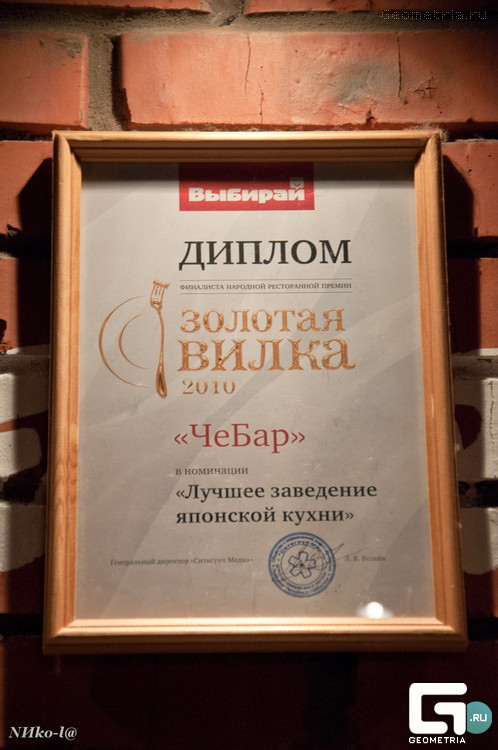 Geometria.ru
Выбирай
ДИПЛОМ
ФИНАЛИСТА НАРОДНОЙ РЕСТОРАННОЙ ПРЕМИИ
ЗОЛОТАЯ
ВИЛКА
2010
«ЧеБар»
в номинации
«Лучшее заведение
японской кухни»
Генеральный директор «Ситигруп Медиа»
NИko-l@
.RU
GEOMETRIA